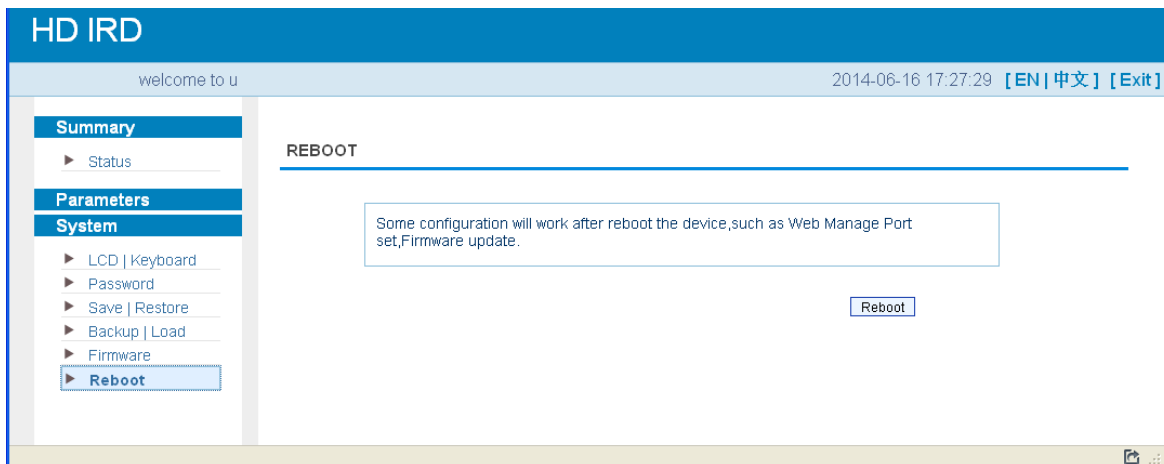 HD IRD
welcome to u
2014-06-16 17:27:29 [ EN | 中文 ] [ Exit ]
Summary
Status
Parameters
System
LCD | Keyboard
Password
Save | Restore
Backup | Load
Firmware
Reboot
REBOOT
Some configuration will work after reboot the device,such as Web Manage Port
set,Firmware update.
Reboot